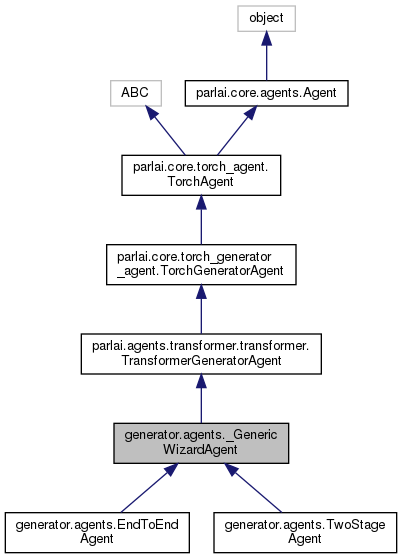 object
ABC
parlai.core.agents.Agent
parlai.core.torch_agent.
TorchAgent
parlai.core.torch_generator
_agent.TorchGeneratorAgent
parlai.agents.transformer.transformer.
TransformerGeneratorAgent
generator.agents._Generic
WizardAgent
generator.agents.EndToEnd
Agent
generator.agents.TwoStage
Agent